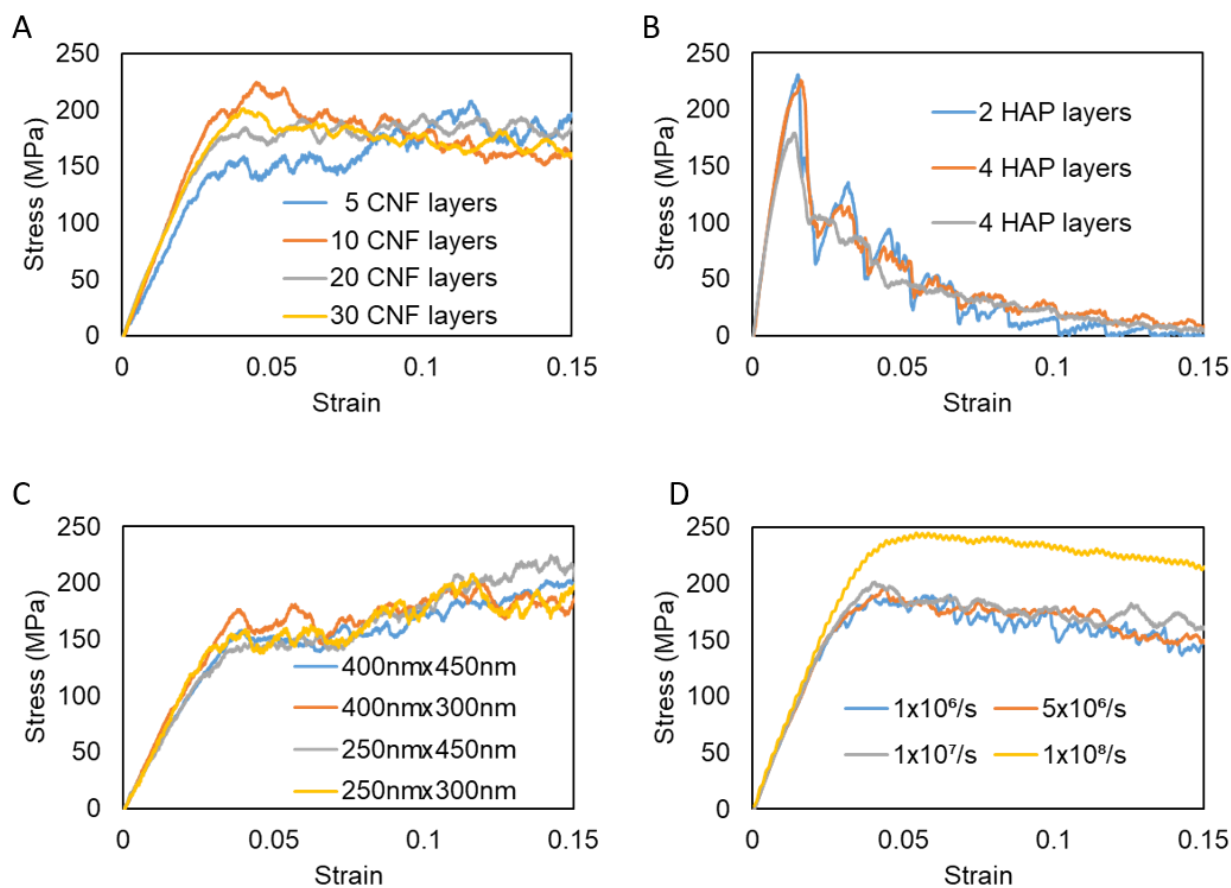 A
250
200
150
100
50
0
Stress (MPa)
5 CNF layers
10 CNF layers
20 CNF layers
30 CNF layers
0 0.05 0.1 0.15
Strain
B
250
200
150
100
50
0
Stress (MPa)
2 HAP layers
4 HAP layers
4 HAP layers
0 0.05 0.1 0.15
Strain
C
250
200
150
100
50
0
Stress (MPa)
400nmx450nm
400nmx300nm
250nmx450nm
250nmx300nm
0 0.05 0.1 0.15
Strain
D
250
200
150
100
50
0
Stress (MPa)
1x10⁶/s 5x10⁶/s
1x10⁷/s 1x10⁸/s
0 0.05 0.1 0.15
Strain